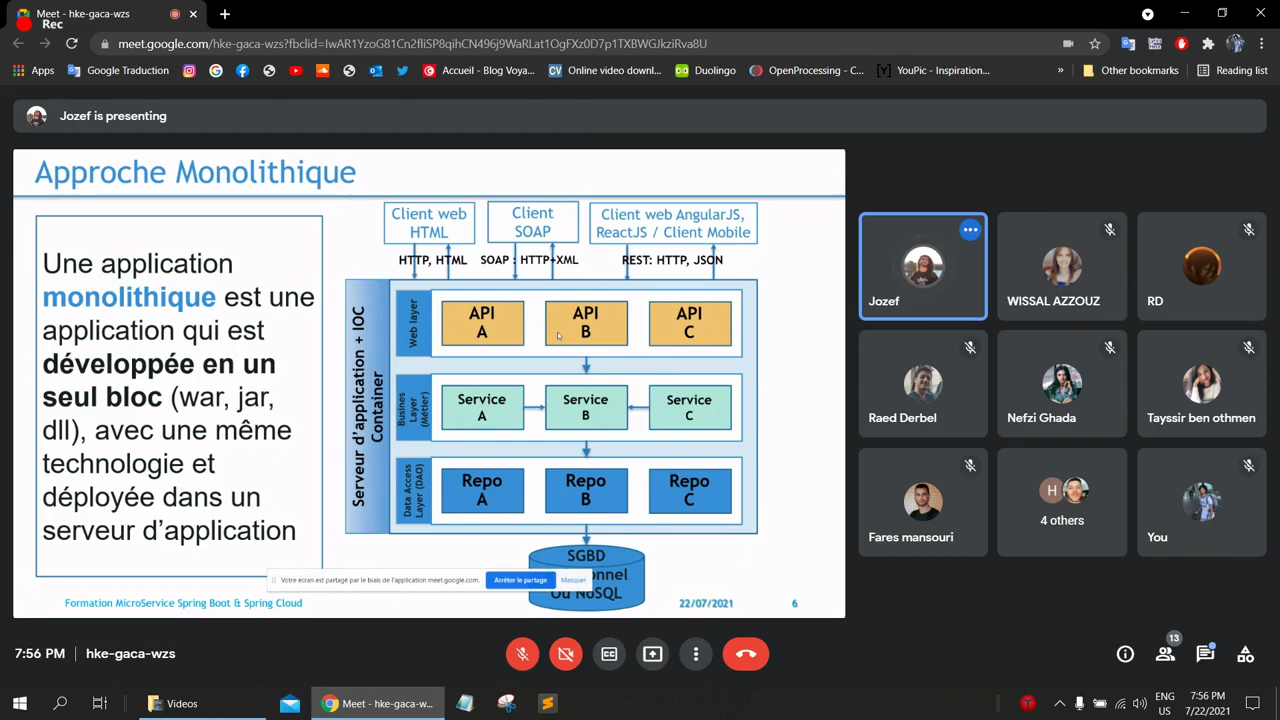 Meet - hke-gaca-wzs
Rec
meet.google.com/hke-gaca-wzs?fbclid=IwAR1YzoG81Cn2fliSP8qihCN496j9WaRLat1OgFXz0D7p1TXBWGJkziRva8U
Apps
Google Traduction
Accueil - Blog Voya...
Online video downl...
Duolingo
OpenProcessing - C...
YouPic - Inspiration...
»
Other bookmarks
Reading list
Jozef is presenting
Approche Monolithique
Une application
monolithique est une
application qui est
développée en un
seul bloc (war, jar,
dll), avec une même
technologie et
déployée dans un
serveur d'application
Client web
HTML
Client
SOAP
Client web AngularJS,
ReactJS / Client Mobile
HTTP, HTML
SOAP : HTTP+XML
REST: HTTP, JSON
Serveur d'application + IOC
Container
Web layer
API
A
API
B
API
C
Busines
Layer
(Métier)
Service
A
Service
B
Service
C
Data Access
Layer (DAO)
Repo
A
Repo
B
Repo
C
SGBD
Ou NoSQL
Votre écran est partagé par le biais de l'application meet.google.com.
Arrêter le partage
Masquer
Formation MicroService Spring Boot & Spring Cloud
22/07/2021
6
Jozef
WISSAL AZZOUZ
RD
Raed Derbel
Nefzi Ghada
Tayssir ben othmen
Fares mansouri
H
4 others
You
7:56 PM
hke-gaca-wzs
13
Videos
Meet - hke-gaca-w...
ENG
US
7:56 PM
7/22/2021